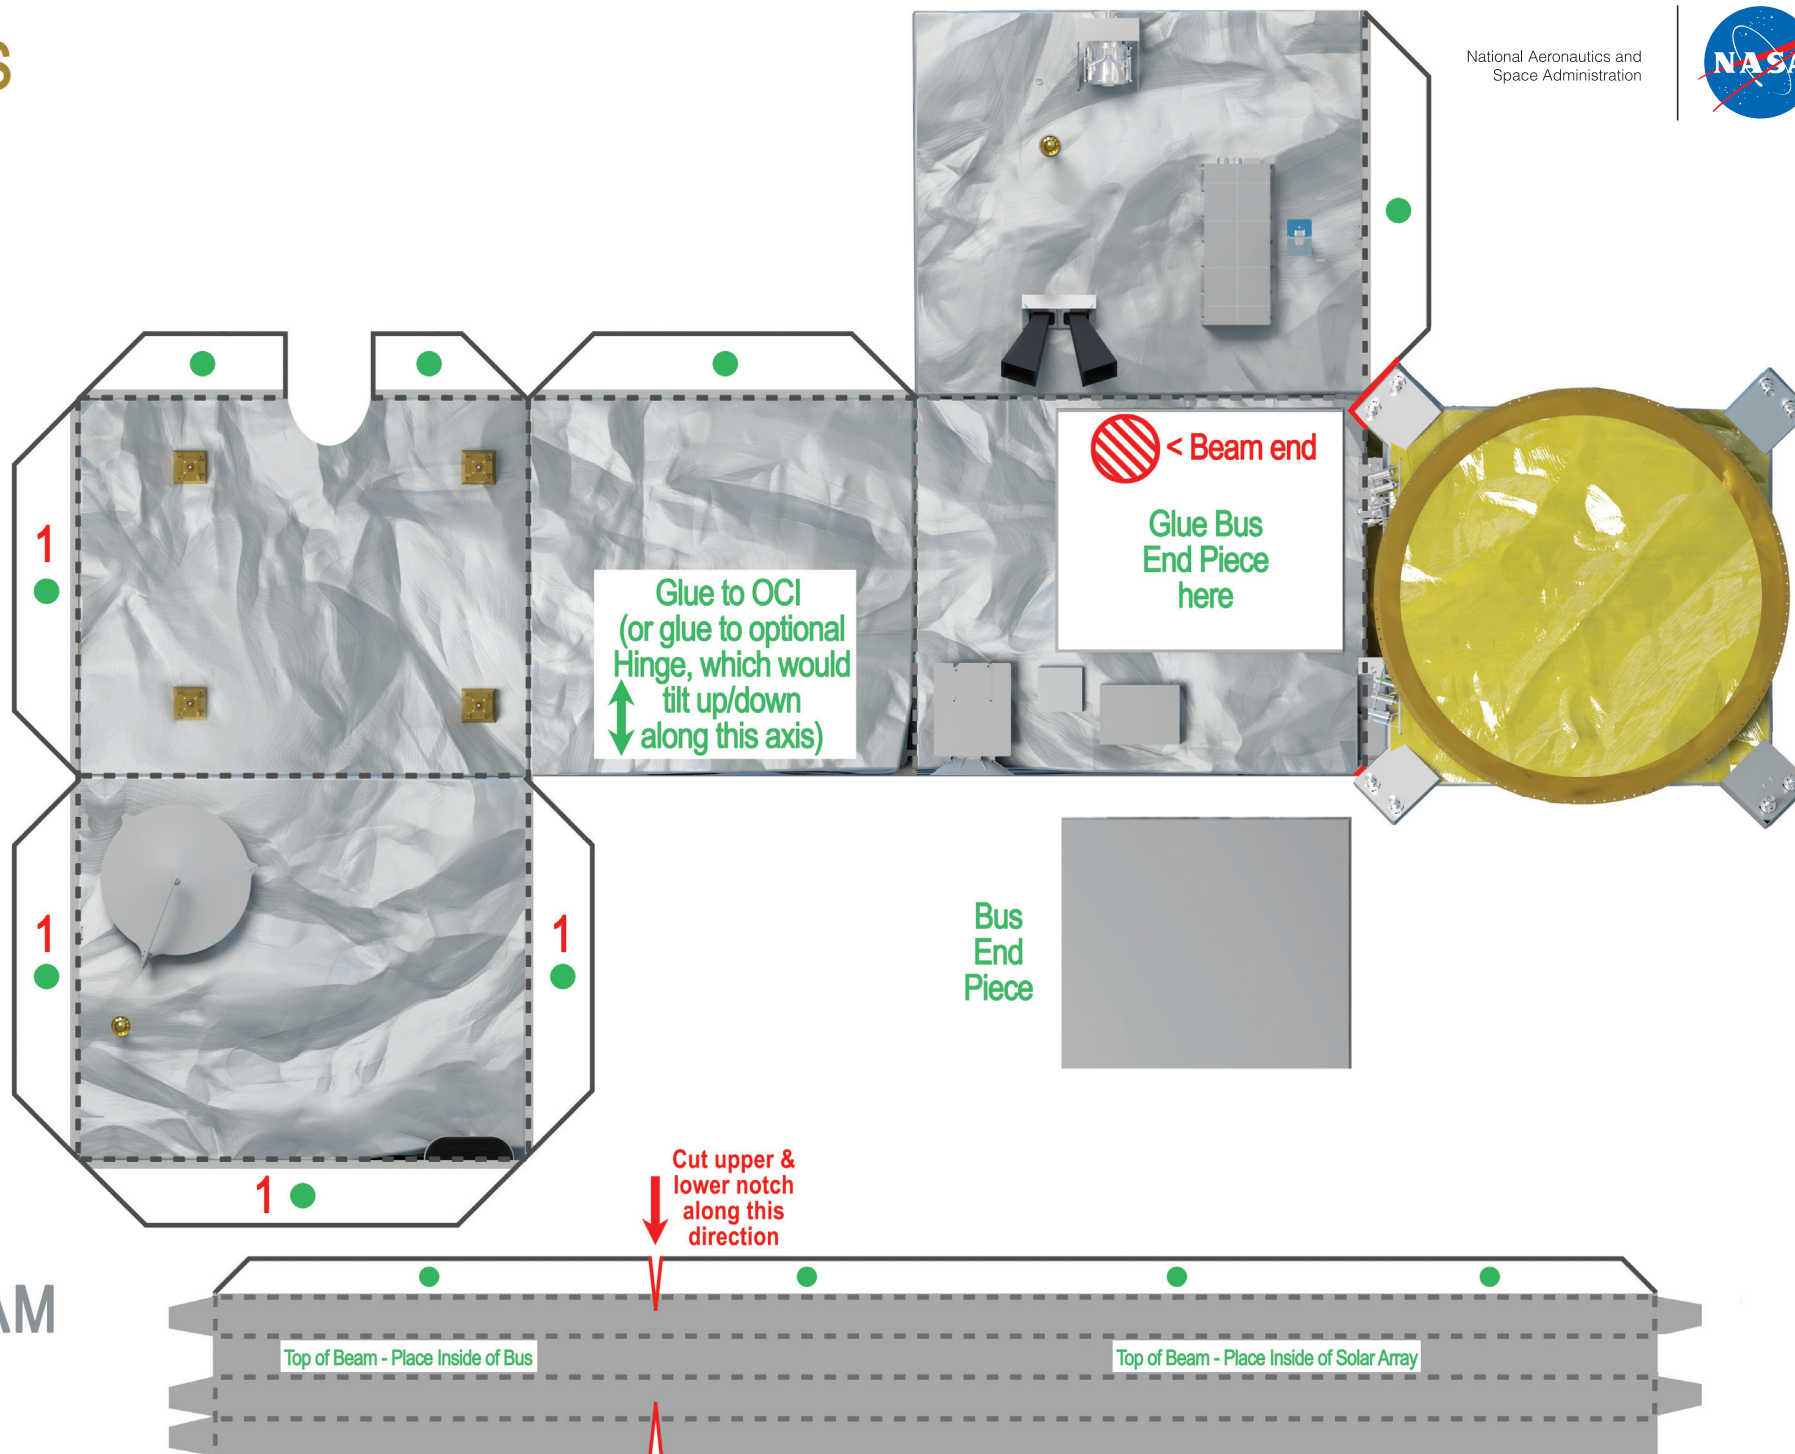 S
National Aeronautics and
Space Administration
NASA
< Beam end
Glue Bus
End Piece
here
1
Glue to OCI
(or glue to optional
Hinge, which would
tilt up/down
along this axis)
1
1
Bus
End
Piece
1
Cut upper &
lower notch
along this
direction
AM
Top of Beam - Place Inside of Bus
Top of Beam - Place Inside of Solar Array